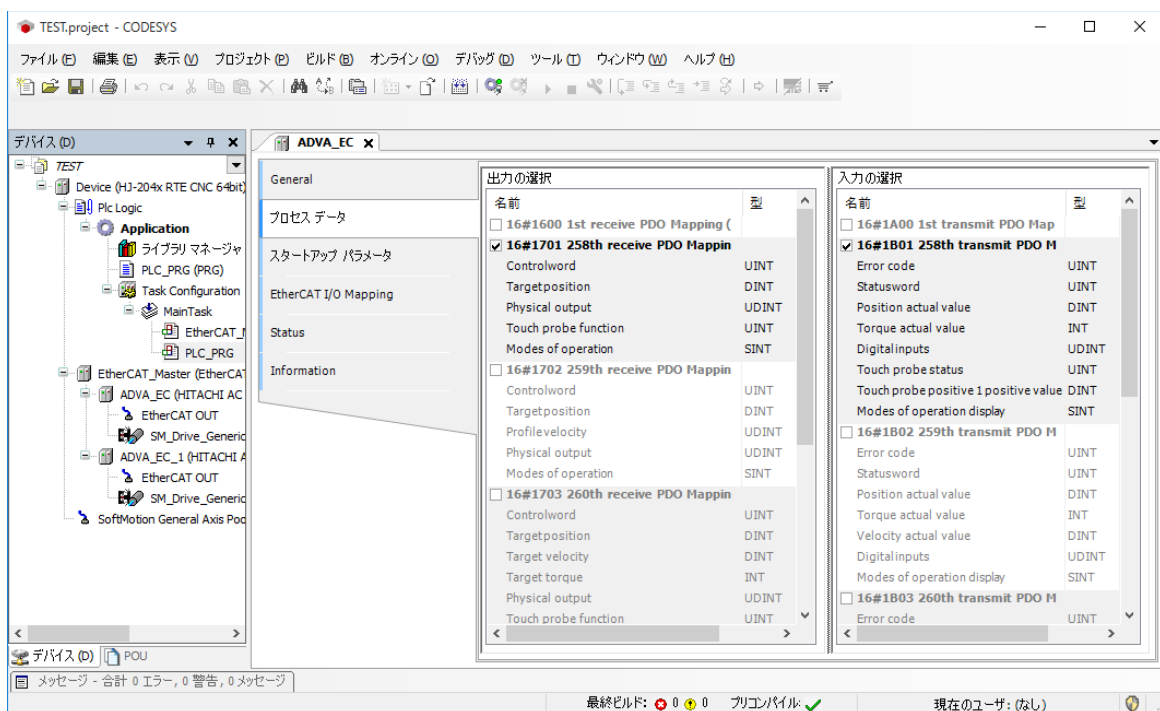 TEST.project - CODESYS
ファイル(F) 編集(E) 表示(V) プロジェクト(P) ビルド(B) オンライン(O) デバッグ(D) ツール(T) ウィンドウ(W) ヘルプ(H)
デバイス(D)
TEST
Device (HJ-204x RTE CNC 64bit)
Plc Logic
Application
ライブラリ マネージャ
PLC_PRG (PRG)
Task Configuration
MainTask
EtherCAT_
PLC_PRG
EtherCAT_Master (EtherCAT
ADVA_EC (HITACHI AC
EtherCAT OUT
SM_Drive_Generic
ADVA_EC_1 (HITACHI A
EtherCAT OUT
SM_Drive_Generic
SoftMotion General Axis Poo
デバイス(D) POU
ADVA_EC
General
プロセス データ
スタートアップ パラメータ
EtherCAT I/O Mapping
Status
Information
出力の選択
名前 型
16#1600 1st receive PDO Mapping (
16#1701 258th receive PDO Mappin
Controlword UINT
Targetposition DINT
Physical output UDINT
Touch probe function UINT
Modes of operation SINT
16#1702 259th receive PDO Mappin
Controlword UINT
Targetposition DINT
Profilevelocity UDINT
Physical output UDINT
Modes of operation SINT
16#1703 260th receive PDO Mappin
Controlword UINT
Targetposition DINT
Target velocity DINT
Target torque INT
Physical output UDINT
Touch probe function UINT
入力の選択
名前 型
16#1A00 1st transmit PDO Map
16#1B01 258th transmit PDO M
Error code UINT
Statusword UINT
Position actual value DINT
Torque actual value INT
Digitalinputs UDINT
Touch probe status UINT
Touch probe positive 1 positive value DINT
Modes of operation display SINT
16#1B02 259th transmit PDO M
Error code UINT
Statusword UINT
Position actual value DINT
Torque actual value INT
Velocity actual value DINT
Digitalinputs UDINT
Modes of operation display SINT
16#1B03 260th transmit PDO M
Error code UINT
メッセージ - 合計 0 エラー, 0 警告, 0 メッセージ
最終ビルド: 0 0 プリコンパイル: 現在のユーザ: (なし)